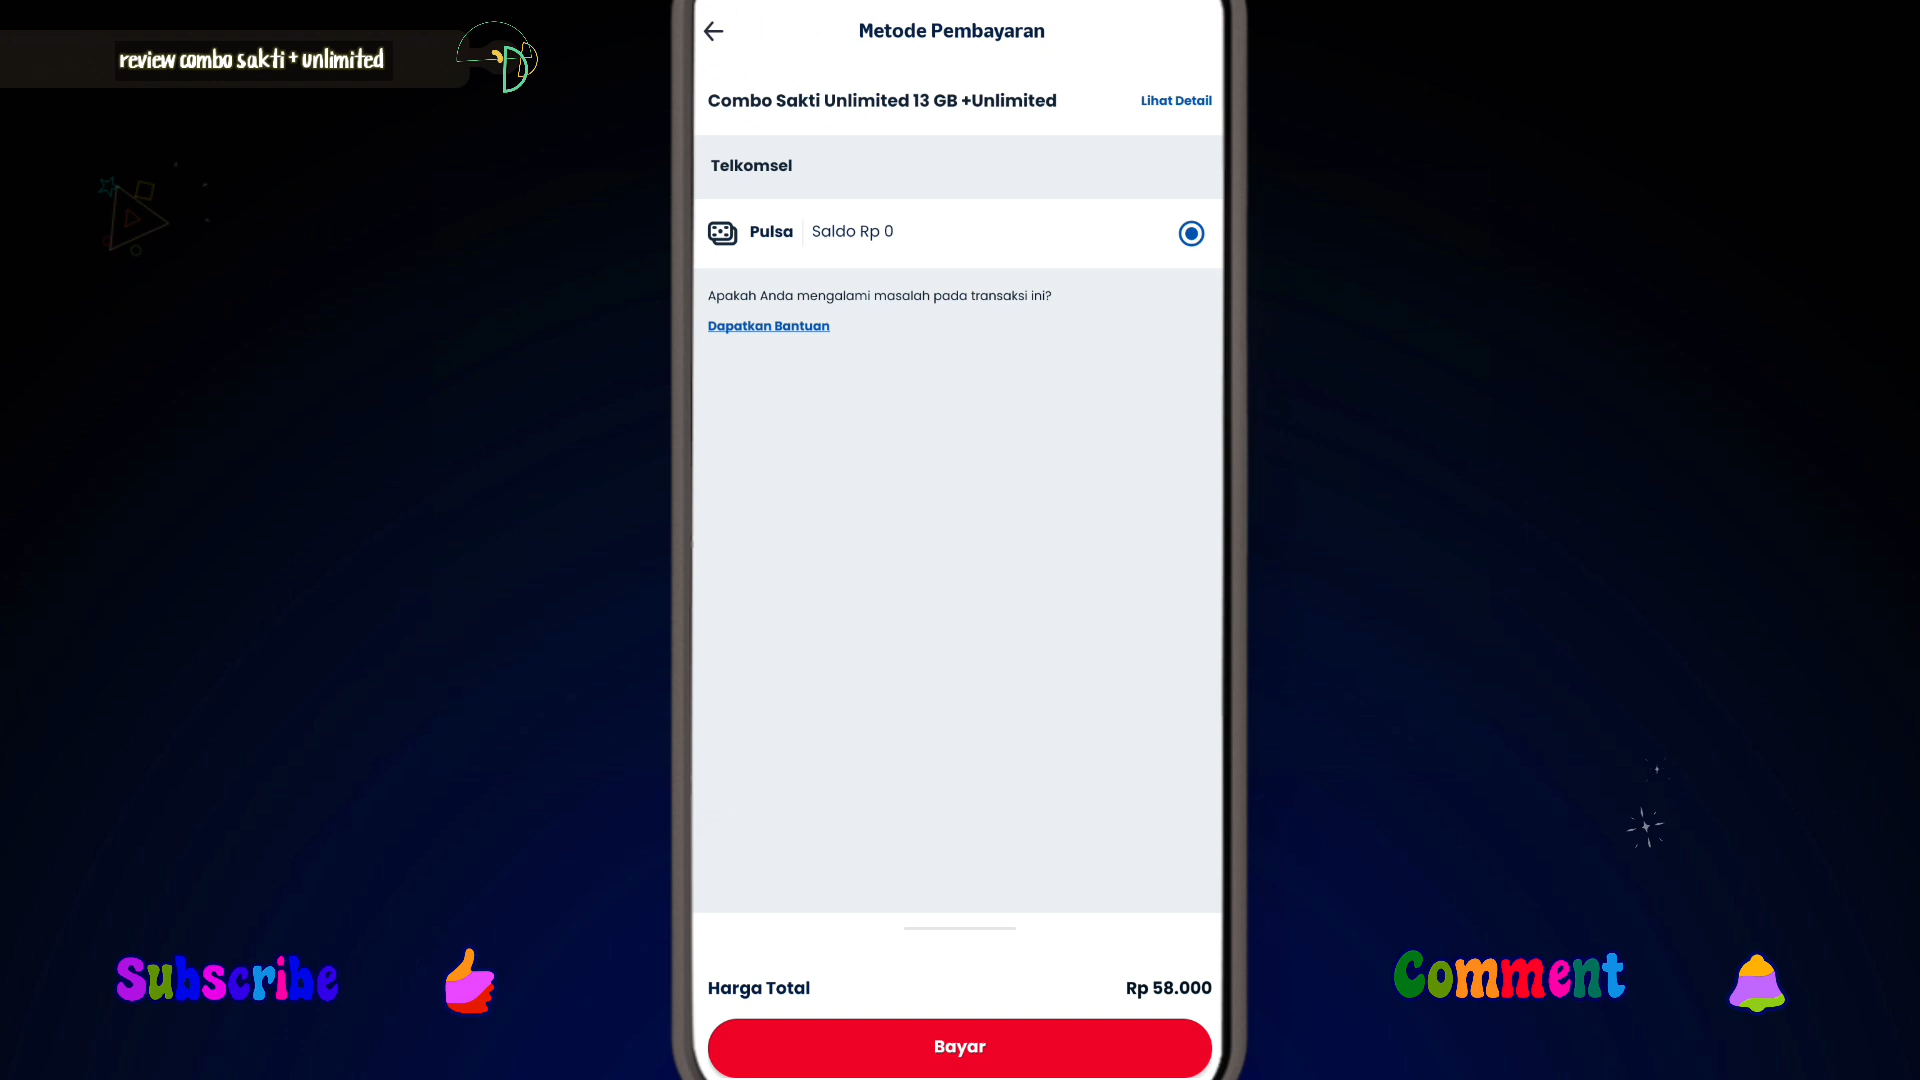 review combo sakti + unlimited
Metode Pembayaran
Combo Sakti Unlimited 13 GB +Unlimited
Lihat Detail
Telkomsel
Pulsa
Saldo Rp 0
Apakah Anda mengalami masalah pada transaksi ini?
Dapatkan Bantuan
Harga Total
Rp 58.000
Bayar
Subscribe
Comment